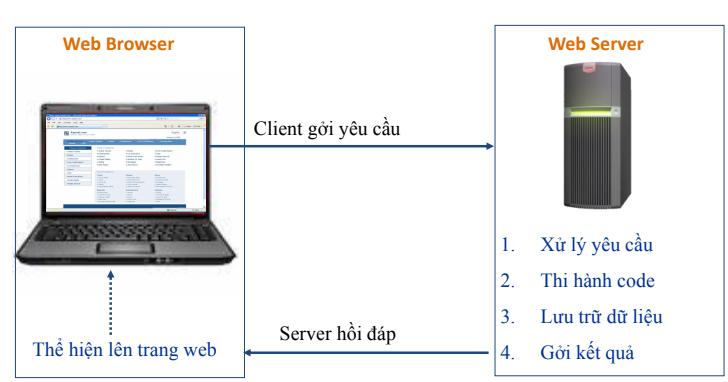 Web Browser
Web Server
Client gởi yêu cầu
1. Xử lý yêu cầu
2. Thi hành code
3. Lưu trữ dữ liệu
4. Gởi kết quả
Server hồi đáp
Thể hiện lên trang web